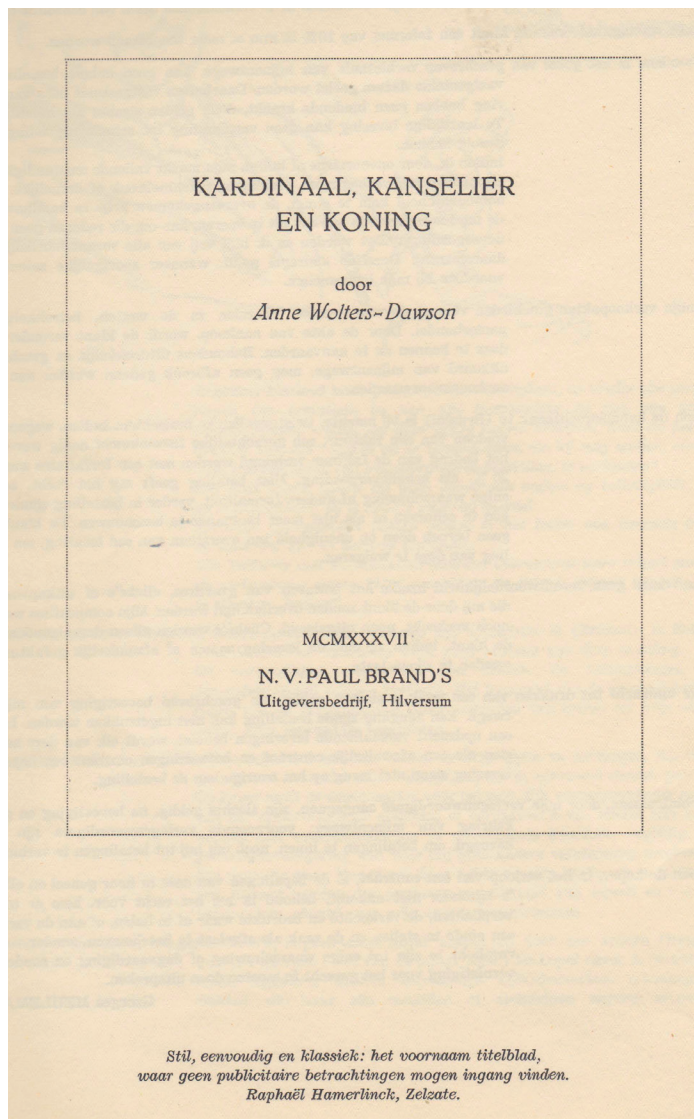 KARDINAAL, KANSELIER
EN KONING
door
Anne Wolters-Dawson
MCMXXXVII
N. V. PAUL BRAND'S
Uitgeversbedrijf, Hilversum
Stil, eenvoudig en klassiek: het voornaam titelblad,
waar geen publicitaire betrachtingen mogen ingang vinden.
Raphaël Hamerlinck, Zelzate.